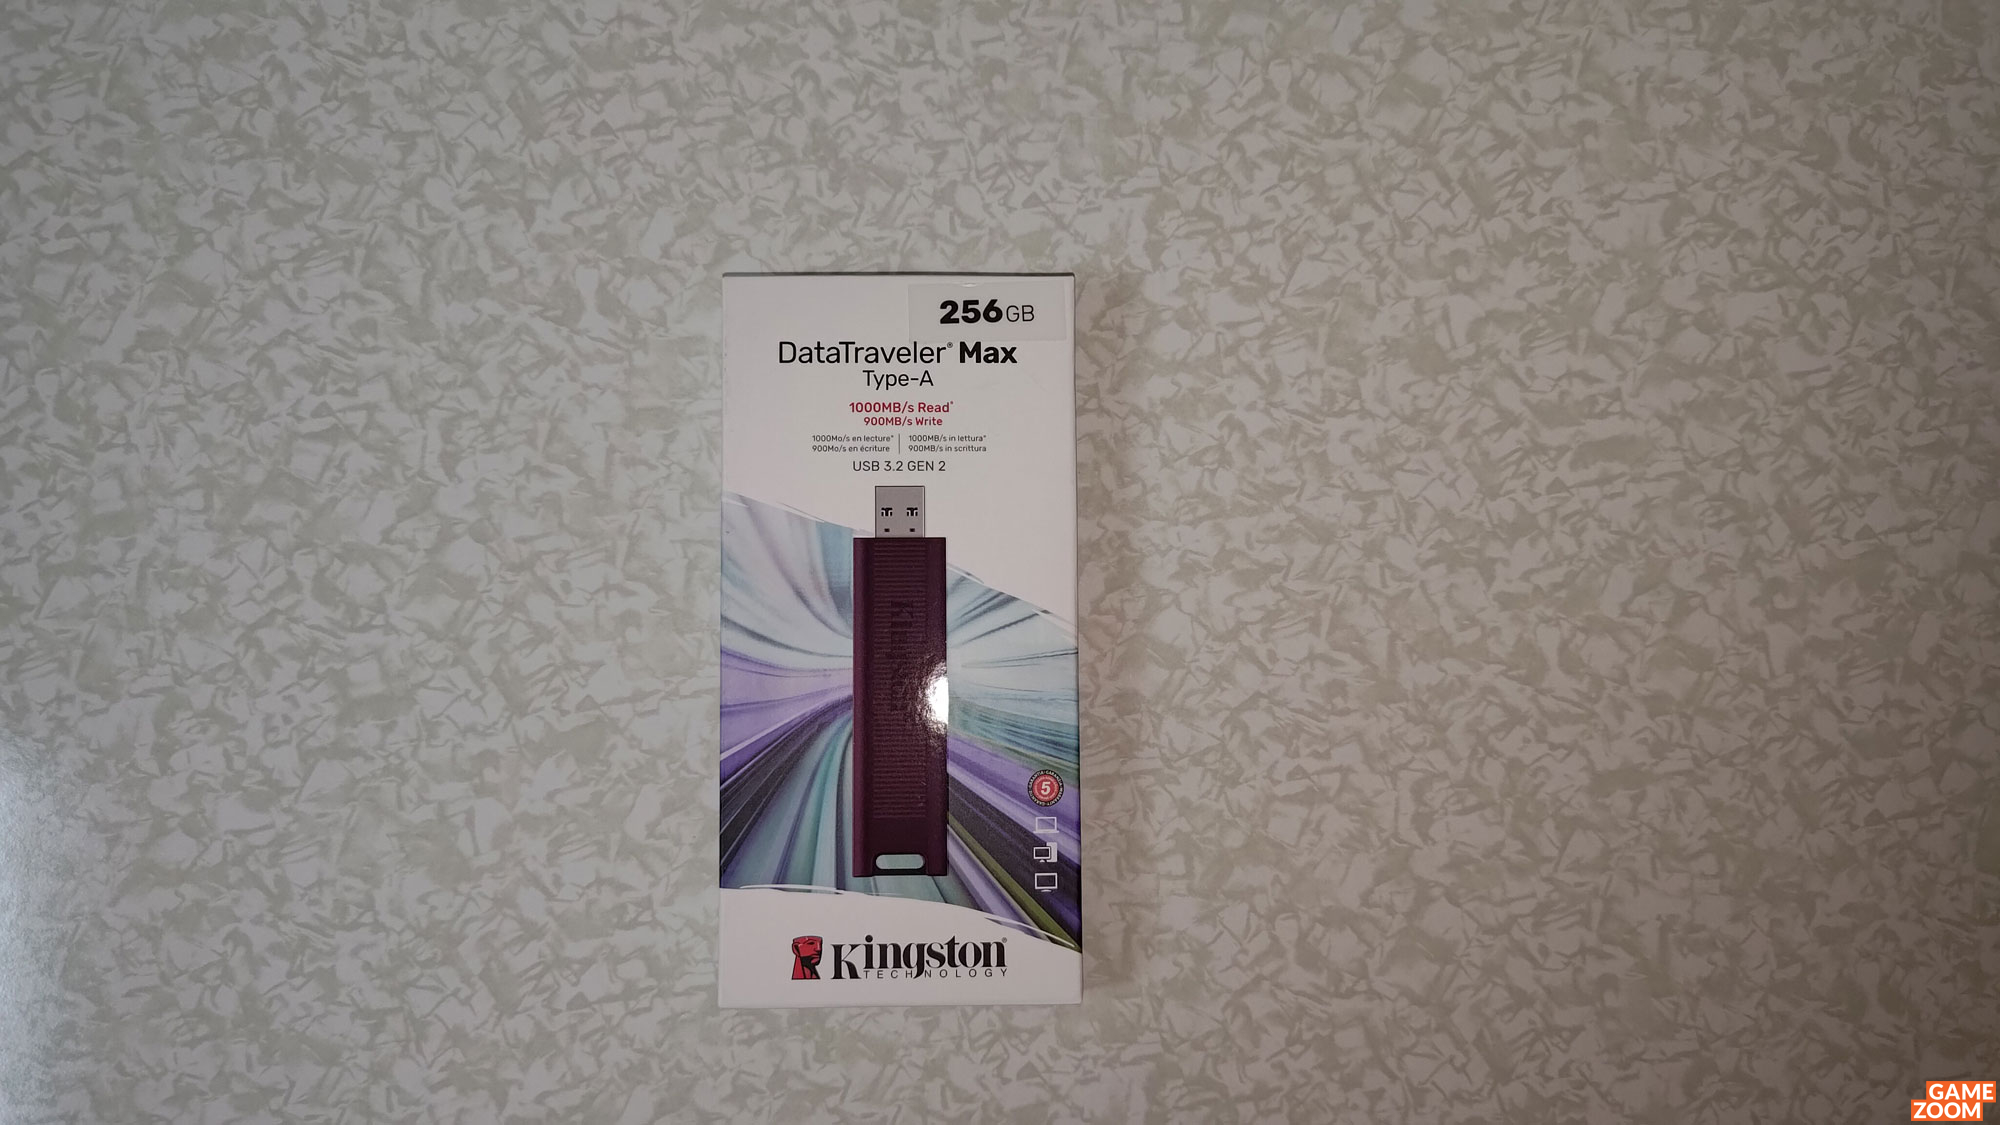 256GB
DataTraveler® Max
Type-A
1000MB/s Read*
900MB/s Write
1000Mo/s en lecture*
900Mo/s en écriture
1000MB/s in lettura*
900MB/s in scrittura
USB 3.2 GEN 2
5
Kingston®
TECHNOLOGY
GAME
ZOOM